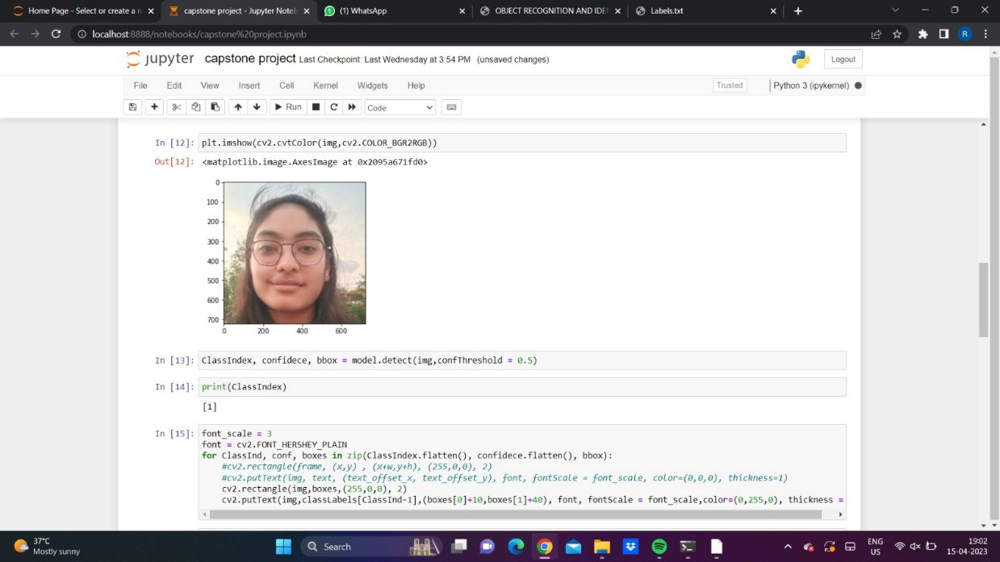 Home Page - Select or create a n
capstone project - Jupyter Noteb
(1) WhatsApp
OBJECT RECOGNITION AND IDE
Labels.txt
localhost:8888/notebooks/capstone%20project.ipynb
R
jupyter capstone project Last Checkpoint: Last Wednesday at 3:54 PM (unsaved changes)
Logout
File Edit View Insert Cell Kernel Widgets Help
Trusted
Python 3 (ipykernel)
Run
Code
In [12]: plt.imshow(cv2.cvtColor(img,cv2.COLOR_BGR2RGB))
Out[12]: <matplotlib.image.AxesImage at 0x2095a671fd0>
0
100
200
300
400
500
600
700
0 200 400 600
In [13]: ClassIndex, confidece, bbox = model.detect(img,confThreshold = 0.5)
In [14]: print(ClassIndex)
[1]
In [15]: font_scale = 3
font = cv2.FONT_HERSHEY_PLAIN
for ClassInd, conf, boxes in zip(ClassIndex.flatten(), confidece.flatten(), bbox):
#cv2.rectangle(frame, (x,y) , (x+w,y+h), (255,0,0), 2)
#cv2.putText(img, text, (text_offset_x, text_offset_y), font, fontScale = font_scale, color=(0,0,0), thickness=1)
cv2.rectangle(img,boxes,(255,0,0), 2)
cv2.putText(img,classLabels[ClassInd-1],(boxes[0]+10,boxes[1]+40), font, fontScale = font_scale,color=(0,255,0), thickness =
37°C
Mostly sunny
Search
ENG
US
19:02
15-04-2023